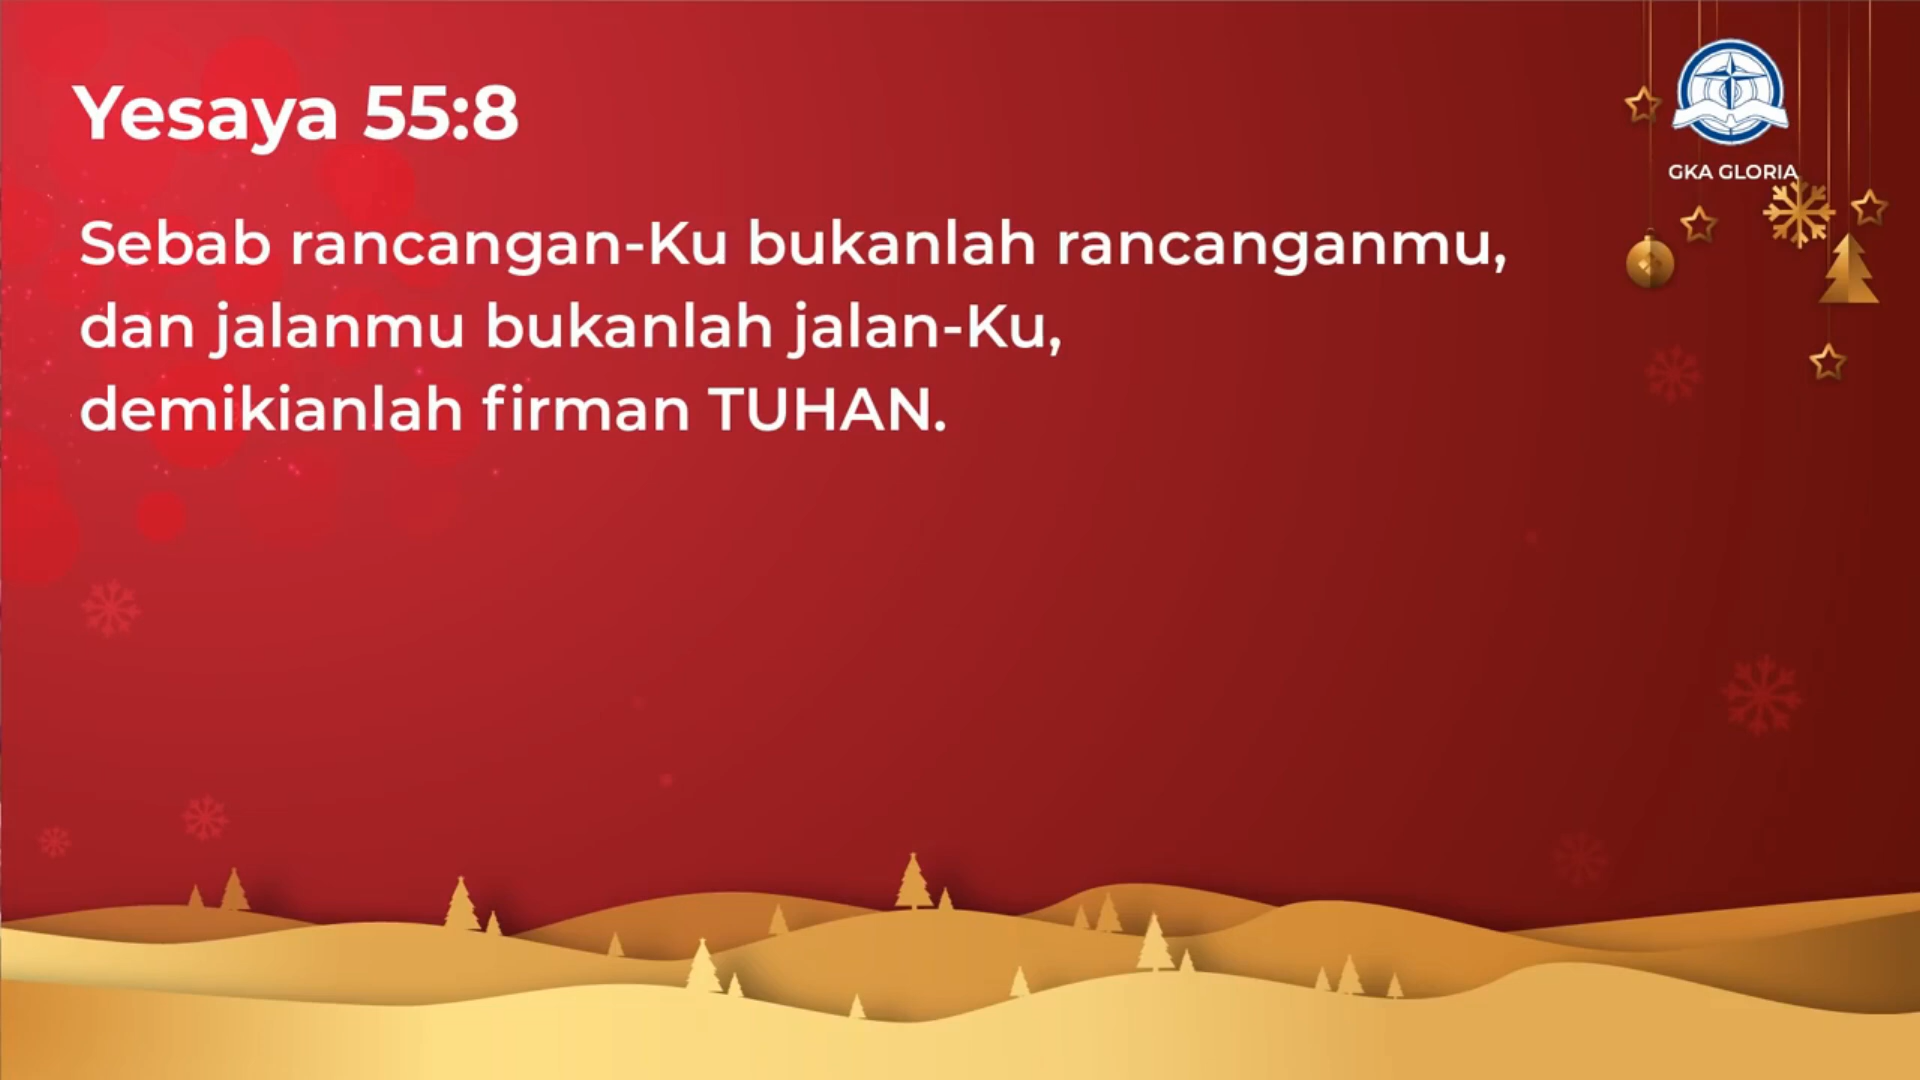 Yesaya 55:8
GKA GLORIA
Sebab rancangan-Ku bukanlah rancanganmu,
dan jalanmu bukanlah jalan-Ku,
demikianlah firman TUHAN.